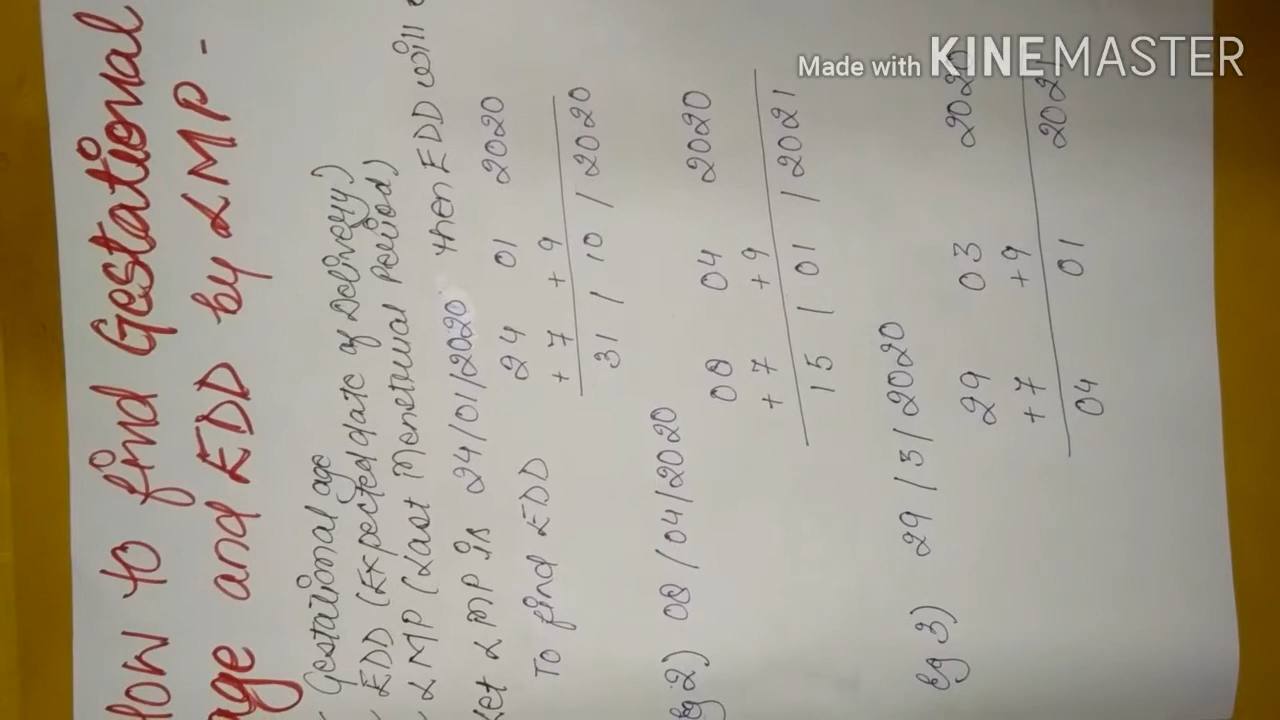 Made with KINEMASTER
How to find Gestational
age and EDD by LMP -
Gestational age
EDD (Expected date of Delivery)
LMP (Last Menstrual Period)
Let LMP is 24/01/2020 then EDD will
To find EDD
24 01 2020
+ 7 + 9
31 / 10 / 2020
Eg 2) 08/04/2020
08 04 2020
+ 7 + 9
15 / 01 / 2021
Eg 3) 29/3/2020
29 03 2020
+ 7 + 9
04 01 2021